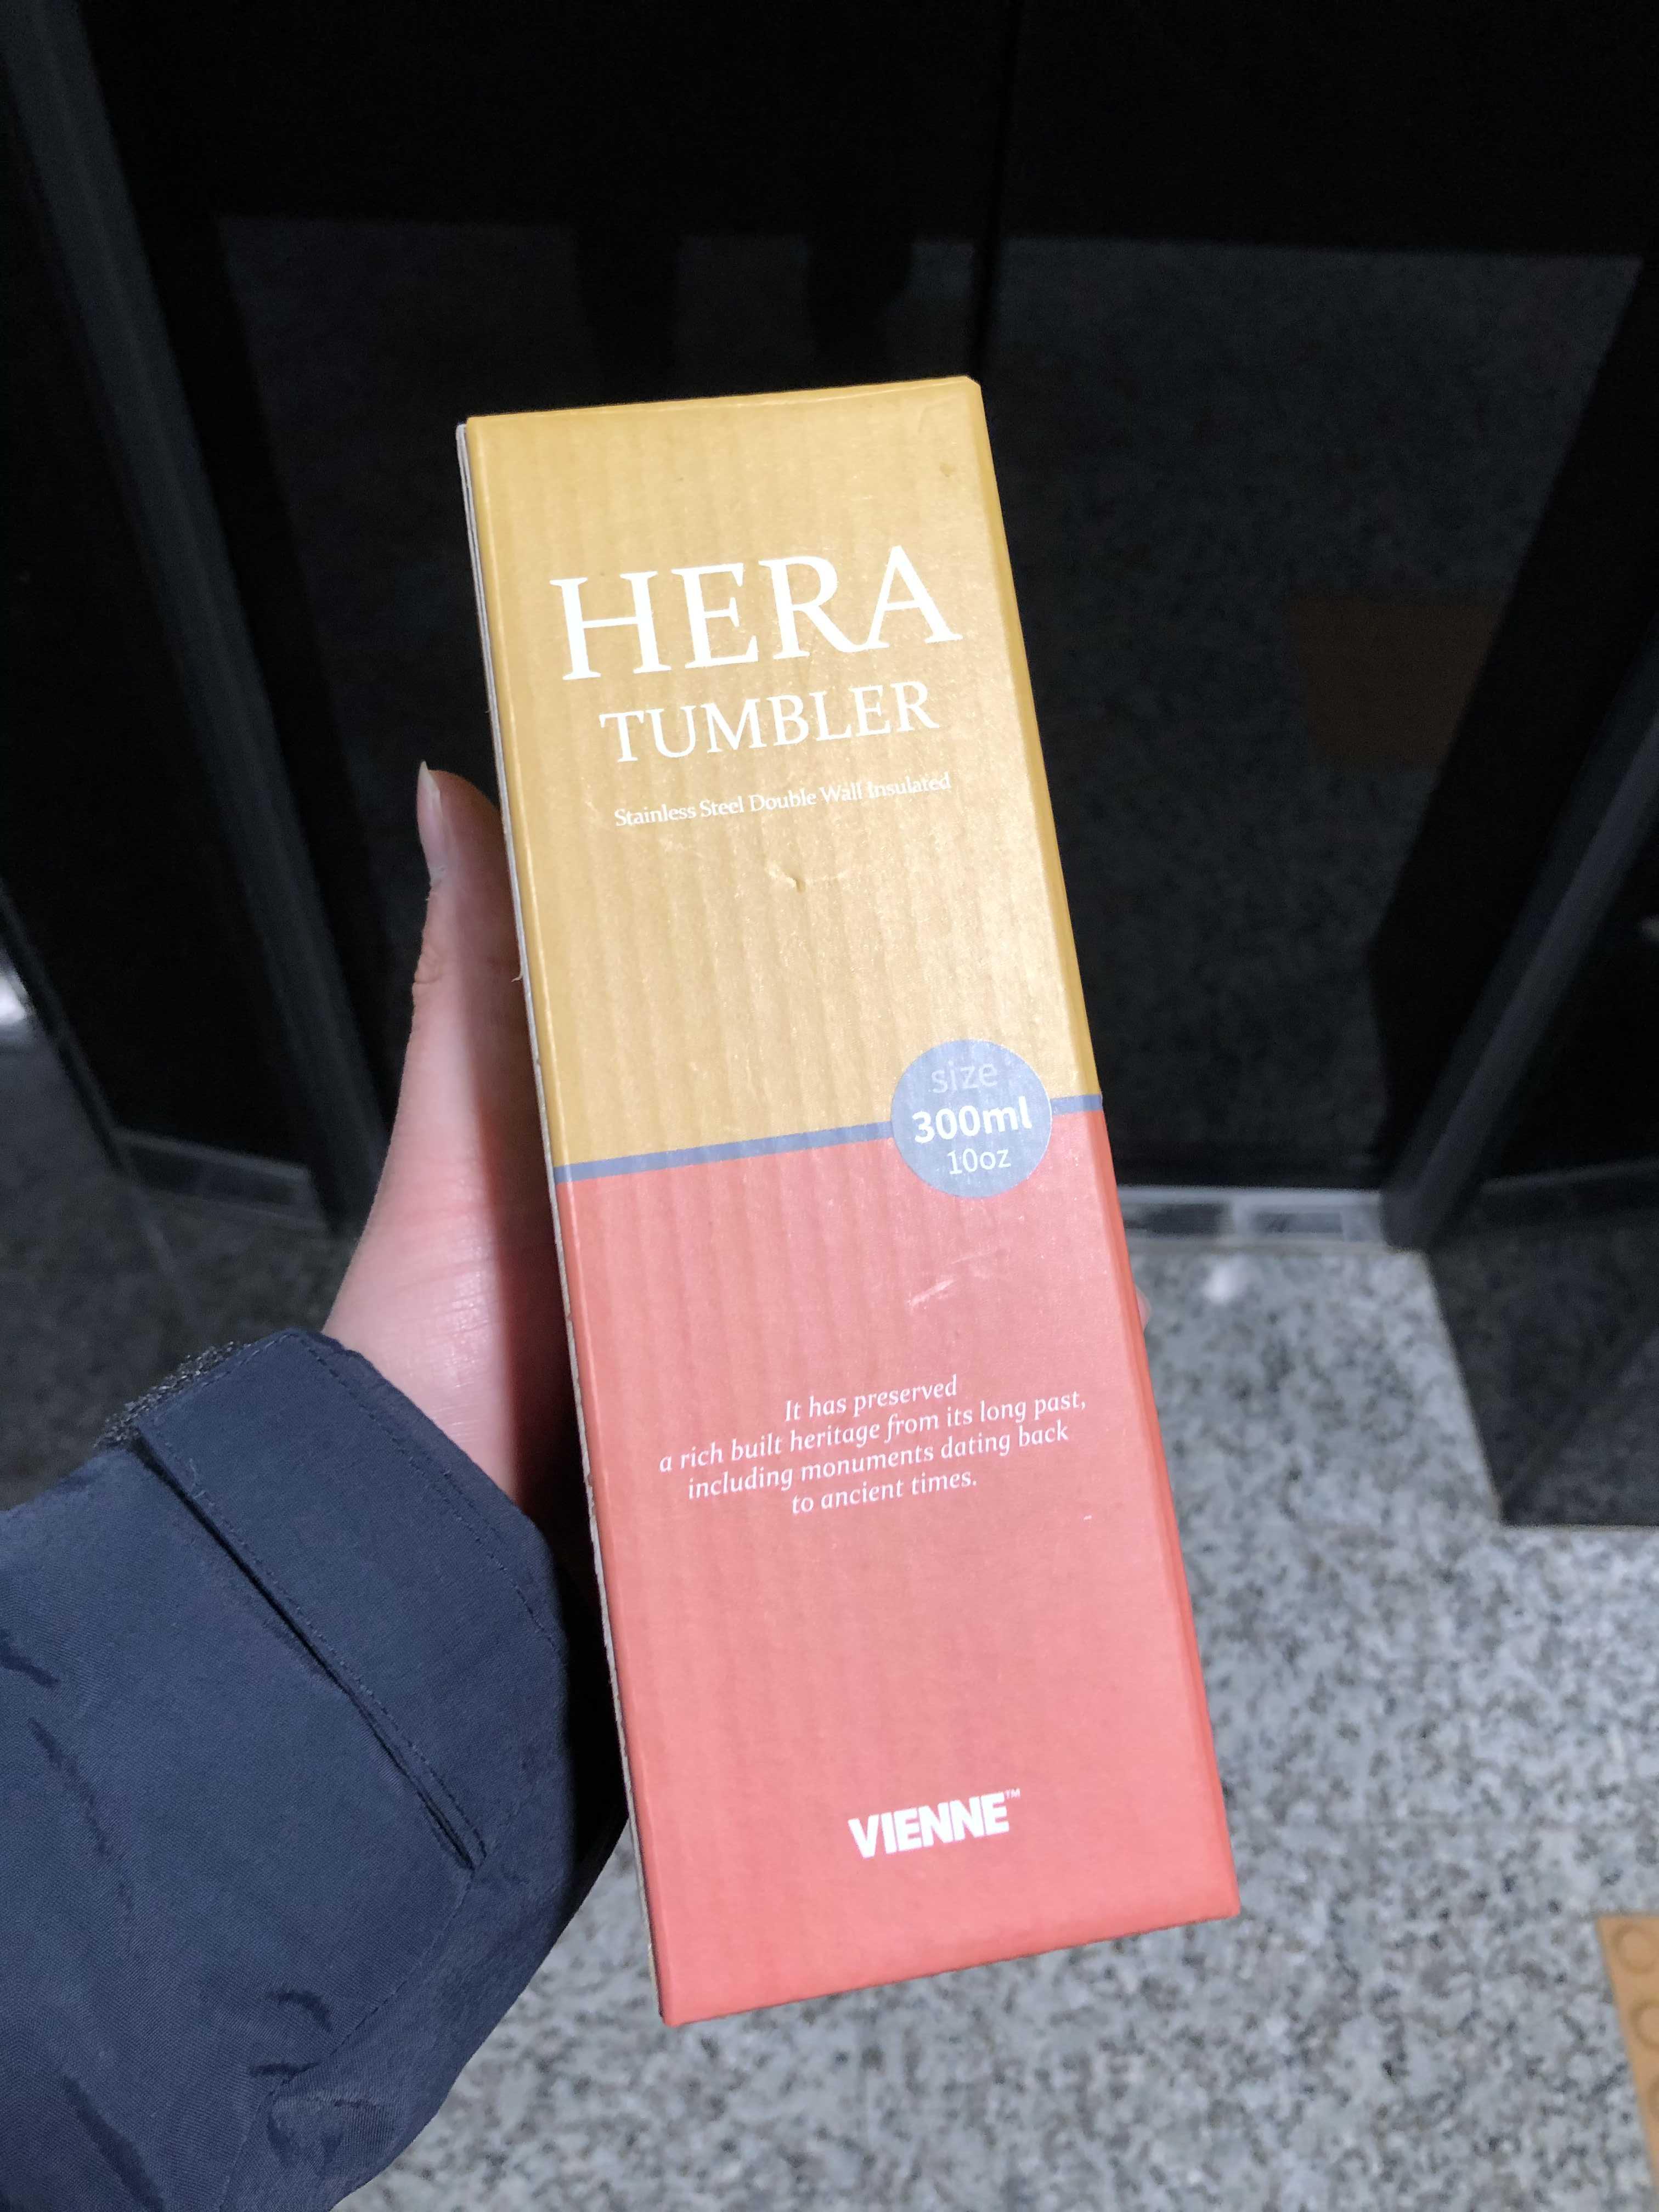 HERA
TUMBLER
Stainless Steel Double Wall Insulated
size
300ml
10oz
It has preserved
a rich built heritage from its long past,
including monuments dating back
to ancient times.
VIENNE™